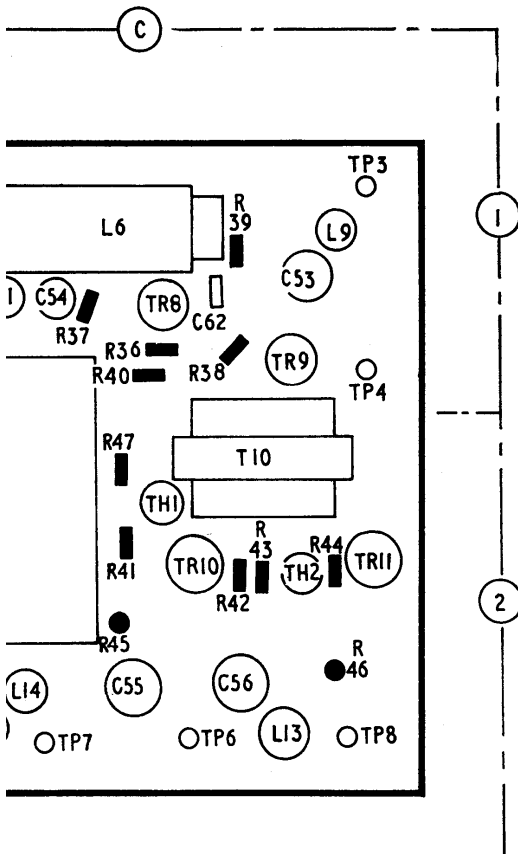 C
TP3
R
39
L6
L9
1
C53
1
C54
TR8
R37
C62
R36
R38
TR9
R40
TP4
R47
T10
TH1
R
43
R44
R41
TR10
TH2
TR11
R42
2
R45
R
46
L14
C55
C56
TP7
TP6
L13
TP8